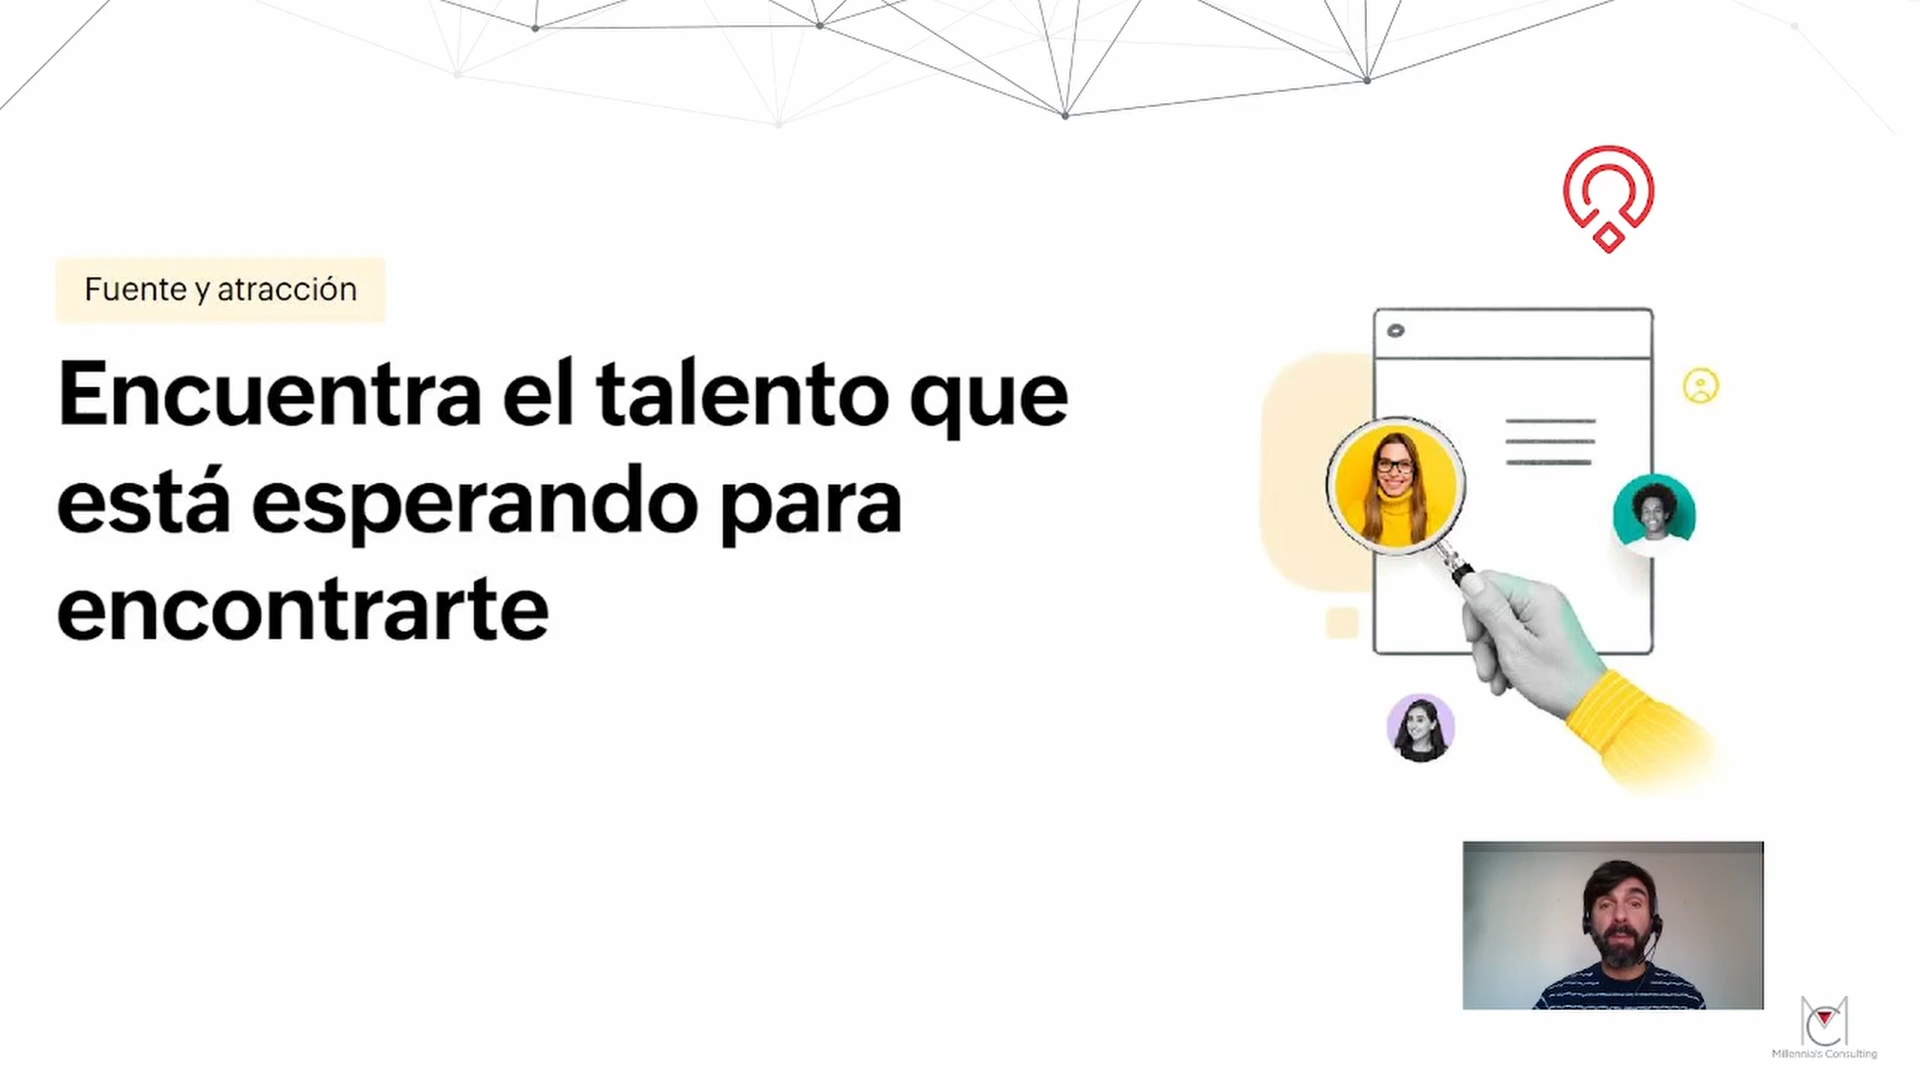 Fuente y atracción
Encuentra el talento que
está esperando para
encontrarte
Millennials Consulting